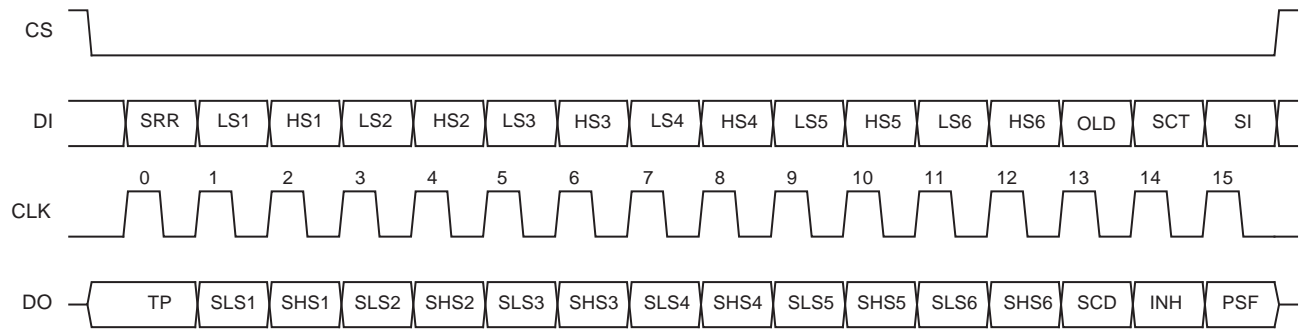 CS
DI SRR LS1 HS1 LS2 HS2 LS3 HS3 LS4 HS4 LS5 HS5 LS6 HS6 OLD SCT SI
0 1 2 3 4 5 6 7 8 9 10 11 12 13 14 15
CLK
DO TP SLS1 SHS1 SLS2 SHS2 SLS3 SHS3 SLS4 SHS4 SLS5 SHS5 SLS6 SHS6 SCD INH PSF